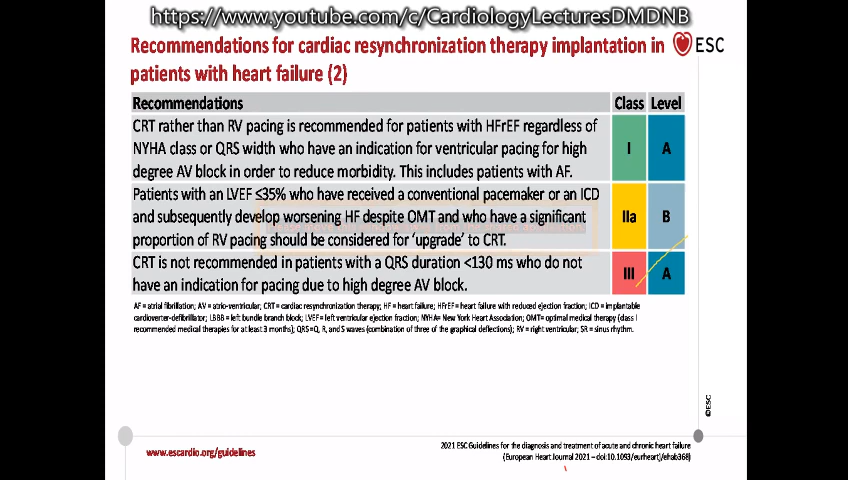 https://www.youtube.com/c/CardiologyLecturesDMDNB
Recommendations for cardiac resynchronization therapy implantation in
patients with heart failure (2)
ESC
Recommendations Class Level
CRT rather than RV pacing is recommended for patients with HFrEF regardless of
NYHA class or QRS width who have an indication for ventricular pacing for high
degree AV block in order to reduce morbidity. This includes patients with AF.
I A
Patients with an LVEF ≤35% who have received a conventional pacemaker or an ICD
and subsequently develop worsening HF despite OMT and who have a significant
proportion of RV pacing should be considered for ‘upgrade’ to CRT.
IIa B
CRT is not recommended in patients with a QRS duration <130 ms who do not
have an indication for pacing due to high degree AV block.
III A
AF = atrial fibrillation; AV = atrio-ventricular; CRT = cardiac resynchronization therapy; HF = heart failure; HFrEF = heart failure with reduced ejection fraction; ICD = implantable
cardioverter-defibrillator; LBBB = left bundle branch block; LVEF = left ventricular ejection fraction; NYHA= New York Heart Association; OMT= optimal medical therapy (class I
recommended medical therapies for at least 3 months); QRS = Q, R, and S waves (combination of three of the graphical deflections); RV = right ventricular; SR = sinus rhythm.
©ESC
www.escardio.org/guidelines
2021 ESC Guidelines for the diagnosis and treatment of acute and chronic heart failure
(European Heart Journal 2021 – doi:10.1093/eurheartj/ehab368)